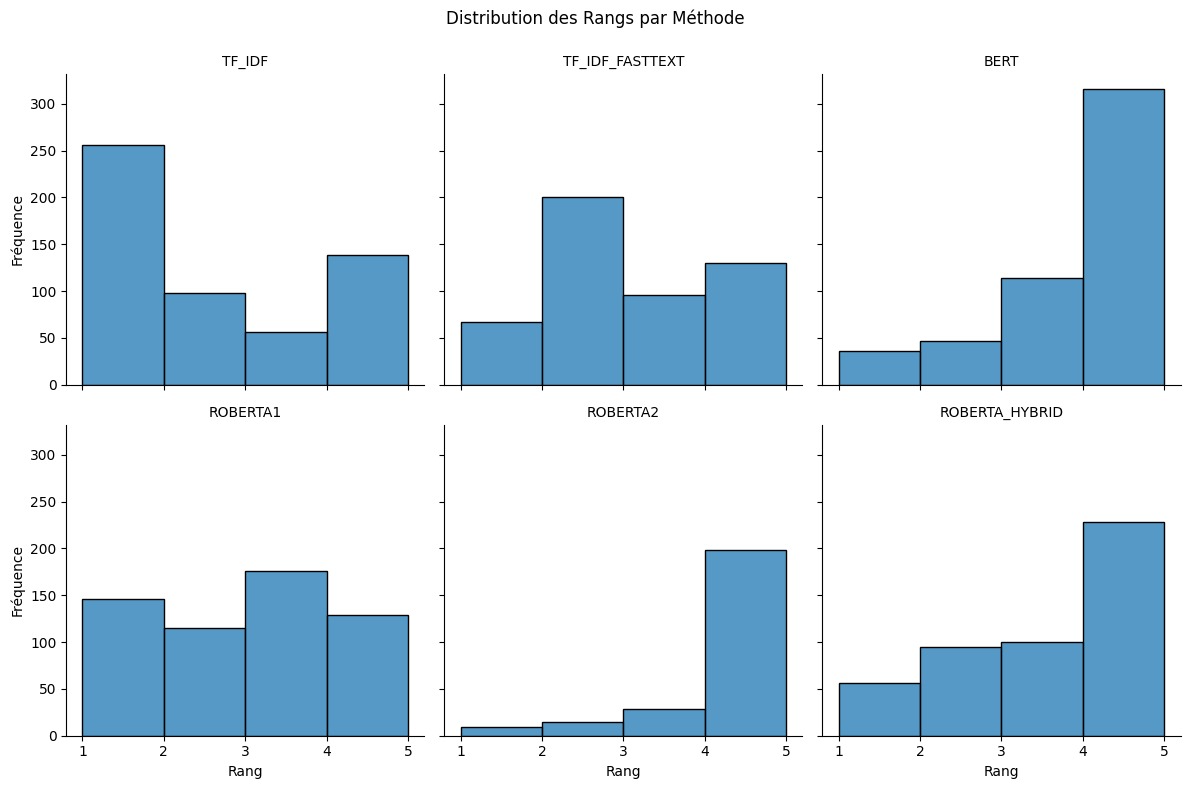 Distribution des Rangs par Méthode
TF_IDF
TF_IDF_FASTTEXT
BERT
300
250
200
150
100
50
0
Fréquence
ROBERTA1
ROBERTA2
ROBERTA_HYBRID
300
250
200
150
100
50
0
Fréquence
1 2 3 4 5
1 2 3 4 5
1 2 3 4 5
Rang
Rang
Rang